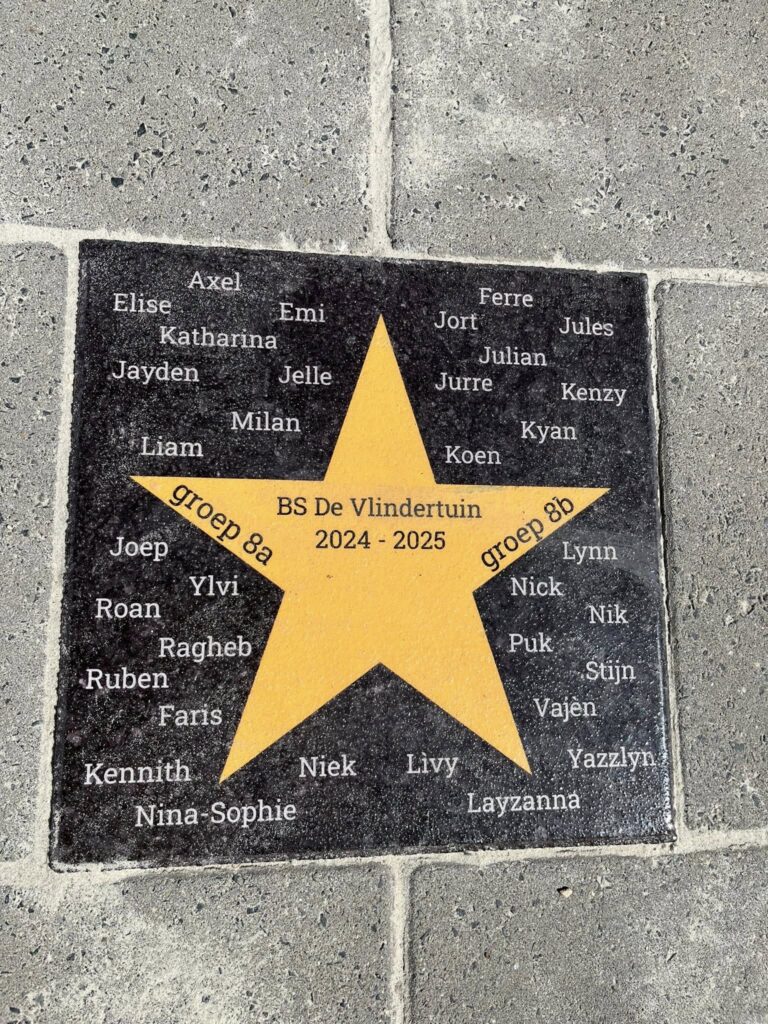 Axel
Elise
Emi
Katharina
Jayden
Jelle
Milan
Liam
Ferre
Jort
Jules
Julian
Jurre
Kenzy
Kyan
Koen
BS De Vlindertuin
2024 - 2025
groep 8a
groep 8b
Joep
Ylvi
Roan
Ragheb
Ruben
Faris
Kennith
Niek
Nina-Sophie
Lynn
Nick
Nik
Puk
Stijn
Vajèn
Lìvy
Yazzlyn
Layzanna